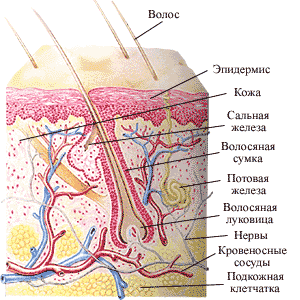 Волос
Эпидермис
Кожа
Сальная
железа
Волосяная
сумка
Потовая
железа
Волосяная
луковица
Нервы
Кровеносные
сосуды
Подкожная
клетчатка